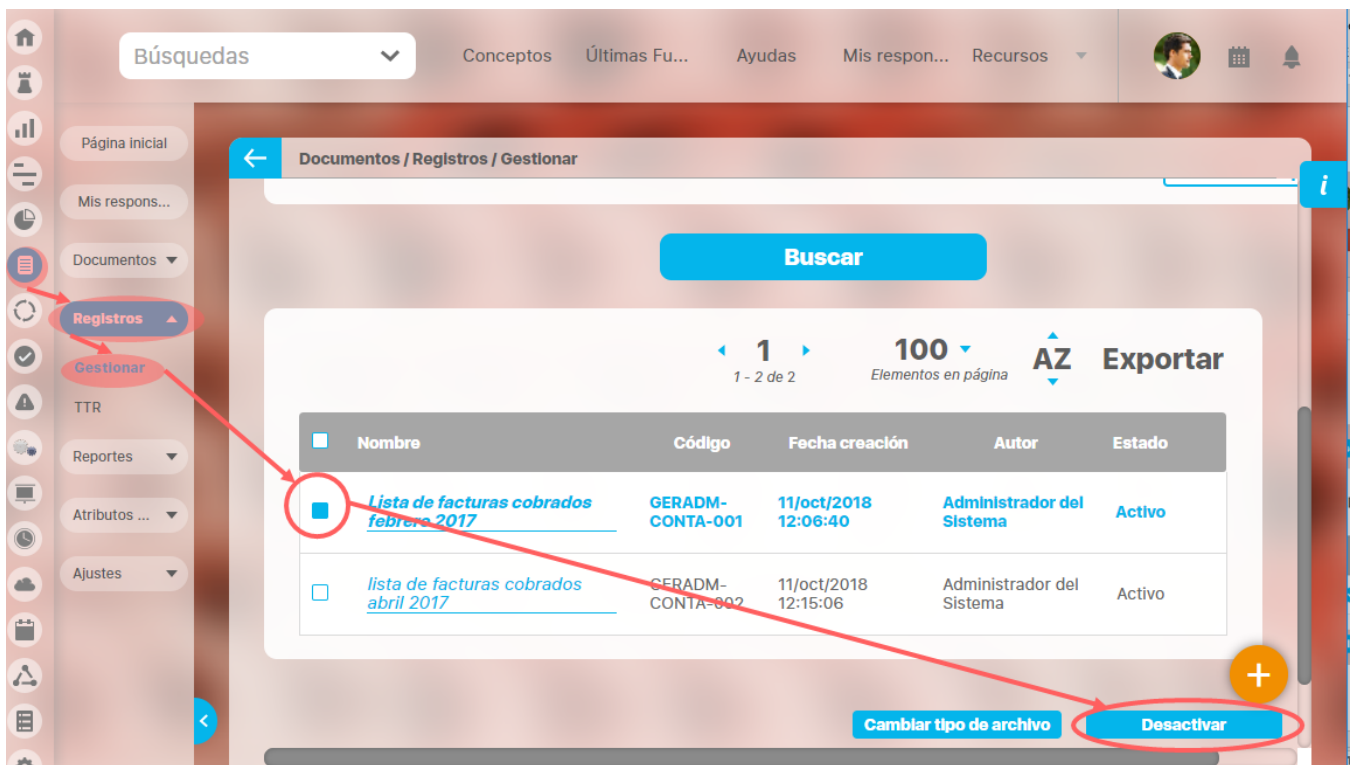 Búsquedas
Conceptos
Últimas Fu...
Ayudas
Mis respon...
Recursos
Página inicial
Mis respons...
Documentos
Registros
Gestionar
TTR
Reportes
Atributos ...
Ajustes
Documentos / Registros / Gestionar
i
Buscar
1
1 - 2 de 2
100
Elementos en página
AZ
Exportar
Nombre Código Fecha creación Autor Estado
Lista de facturas cobrados GERADM- 11/oct/2018 Administrador del Activo
febrero 2017 CONTA-001 12:06:40 Sistema
lista de facturas cobrados GERADM- 11/oct/2018 Administrador del Activo
abril 2017 CONTA-002 12:15:06 Sistema
+
Cambiar tipo de archivo
Desactivar